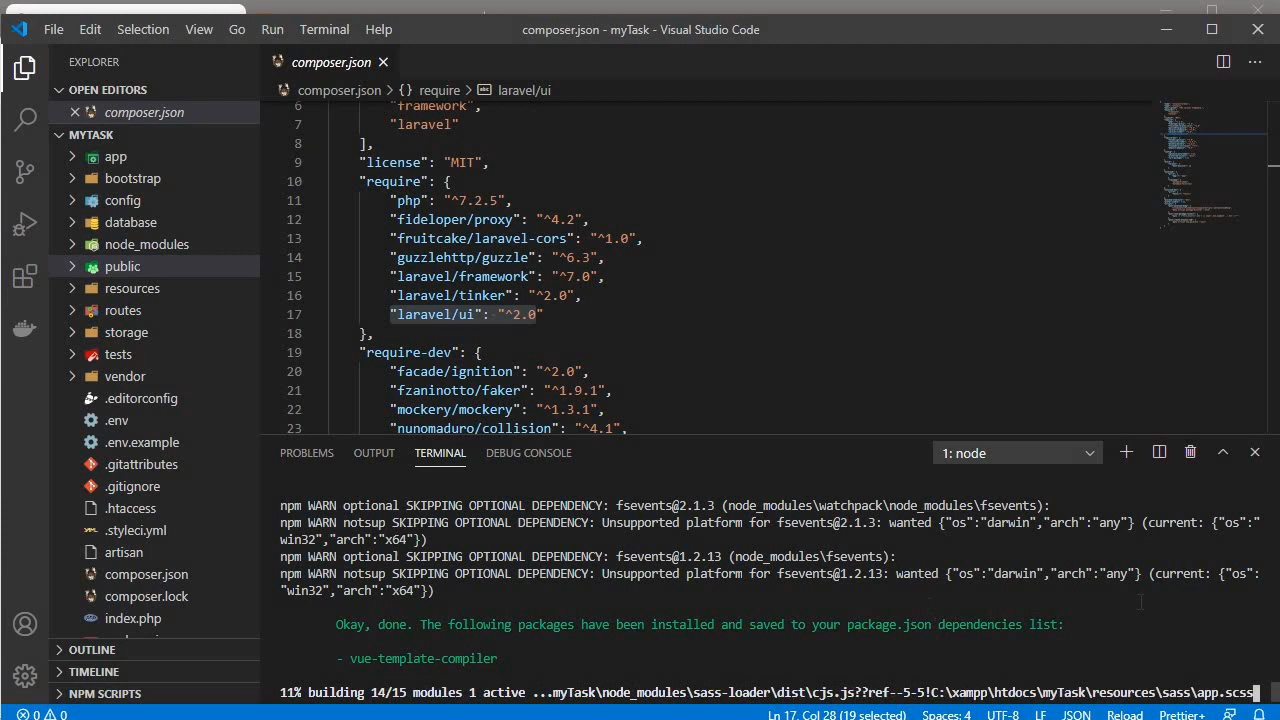 File Edit Selection View Go Run Terminal Help
composer.json - myTask - Visual Studio Code
EXPLORER
OPEN EDITORS
composer.json
MYTASK
app
bootstrap
config
database
node_modules
public
resources
routes
storage
tests
vendor
.editorconfig
.env
.env.example
.gitattributes
.gitignore
.htaccess
.styleci.yml
artisan
composer.json
composer.lock
index.php
OUTLINE
TIMELINE
NPM SCRIPTS
composer.json
composer.json > {} require > laravel/ui
6 "framework",
7 "laravel"
8 ],
9 "license": "MIT",
10 "require": {
11 "php": "^7.2.5",
12 "fideloper/proxy": "^4.2",
13 "fruitcake/laravel-cors": "^1.0",
14 "guzzlehttp/guzzle": "^6.3",
15 "laravel/framework": "^7.0",
16 "laravel/tinker": "^2.0",
17 "laravel/ui": "^2.0"
18 },
19 "require-dev": {
20 "facade/ignition": "^2.0",
21 "fzaninotto/faker": "^1.9.1",
22 "mockery/mockery": "^1.3.1",
23 "nunomaduro/collision": "^4.1",
PROBLEMS OUTPUT TERMINAL DEBUG CONSOLE
1: node
npm WARN optional SKIPPING OPTIONAL DEPENDENCY: fsevents@2.1.3 (node_modules\watchpack\node_modules\fsevents):
npm WARN notsup SKIPPING OPTIONAL DEPENDENCY: Unsupported platform for fsevents@2.1.3: wanted {"os":"darwin","arch":"any"} (current: {"os":"
win32","arch":"x64"})
npm WARN optional SKIPPING OPTIONAL DEPENDENCY: fsevents@1.2.13 (node_modules\fsevents):
npm WARN notsup SKIPPING OPTIONAL DEPENDENCY: Unsupported platform for fsevents@1.2.13: wanted {"os":"darwin","arch":"any"} (current: {"os":
"win32","arch":"x64"})
Okay, done. The following packages have been installed and saved to your package.json dependencies list:
- vue-template-compiler
11% building 14/15 modules 1 active ...myTask\node_modules\sass-loader\dist\cjs.js??ref--5-5!C:\xampp\htdocs\myTask\resources\sass\app.scss
0 0 Ln 17, Col 28 (19 selected) Spaces: 4 UTF-8 LF JSON Reload Prettier+